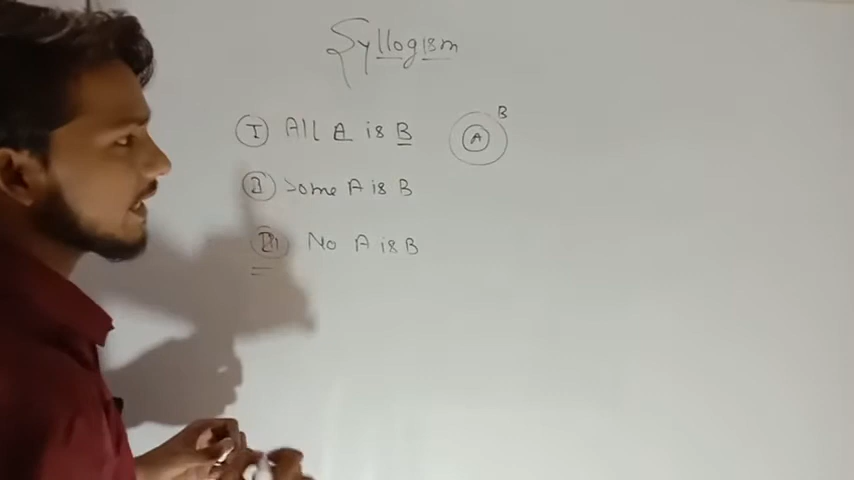 Syllogism
I All A is B
B
A
II Some A is B
III No A is B